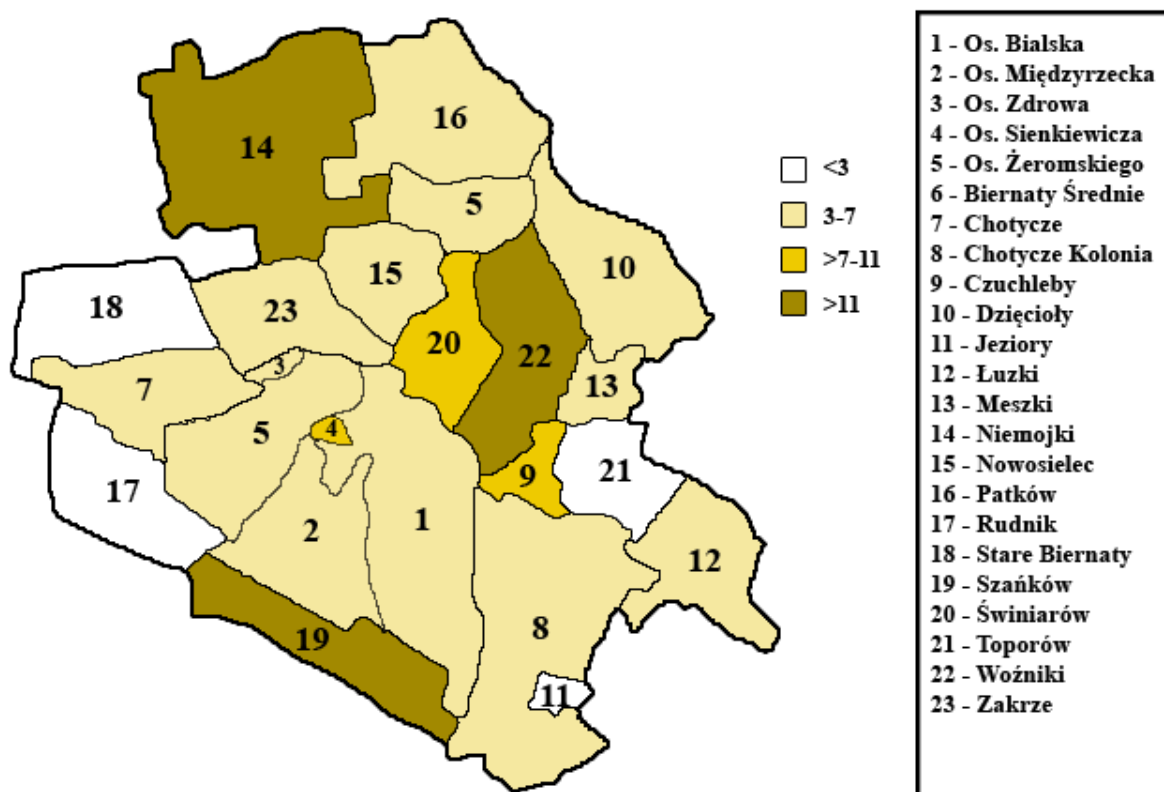 14
16
5
10
15
18
23
20
22
3
13
7
4
5
9
21
17
1
2
12
8
19
11
<3
3-7
>7-11
>11
1 - Os. Bialska
2 - Os. Międzyrzecka
3 - Os. Zdrowa
4 - Os. Sienkiewicza
5 - Os. Żeromskiego
6 - Biernaty Średnie
7 - Chotycze
8 - Chotycze Kolonia
9 - Czuchleby
10 - Dzięcioły
11 - Jeziory
12 - Łuzki
13 - Meszki
14 - Niemojki
15 - Nowosielec
16 - Patków
17 - Rudnik
18 - Stare Biernaty
19 - Szańków
20 - Świniarów
21 - Toporów
22 - Woźniki
23 - Zakrze